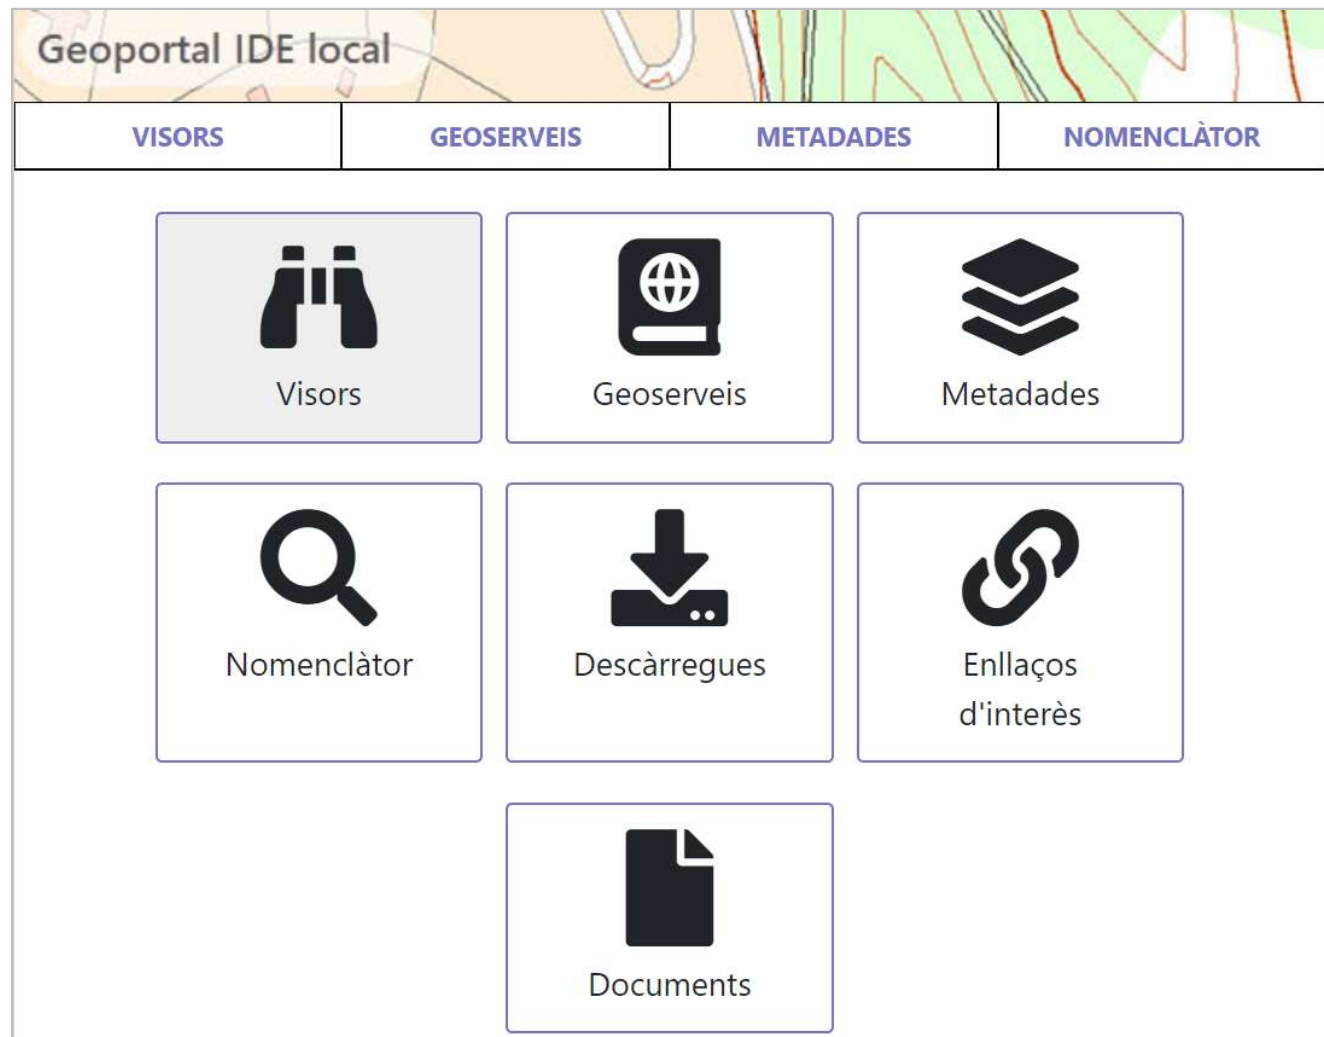 Geoportal IDE local
VISORS
GEOSERVEIS
METADADES
NOMENCLÀTOR
Visors
Geoserveis
Metadades
Nomenclàtor
Descàrregues
Enllaços
d'interès
Documents